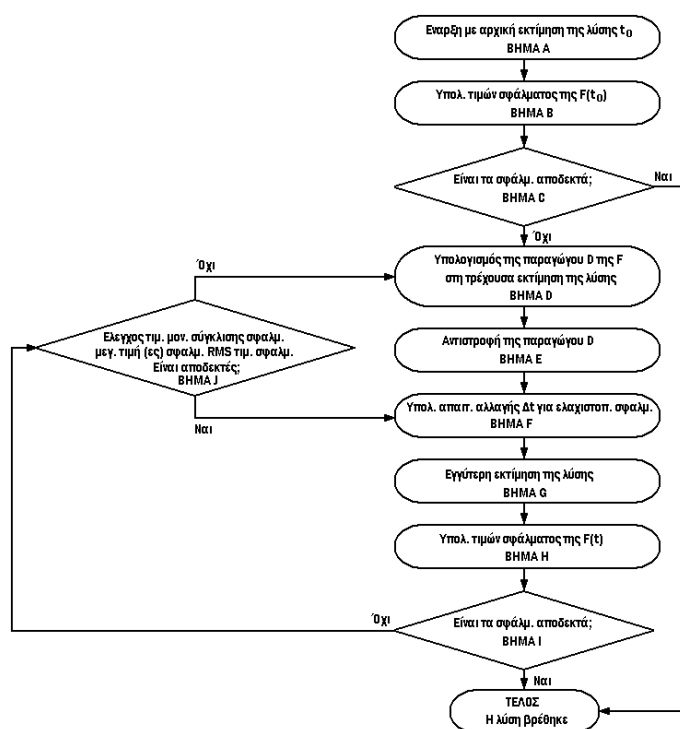 Εναρξη με αρχική εκτίμηση της λύσης t₀
ΒΗΜΑ A
Υπολ. τιμών σφάλματος της F(t₀)
ΒΗΜΑ B
Είναι τα σφάλμ. αποδεκτά;
ΒΗΜΑ C
Ναι
Όχι
Υπολογισμός της παραγώγου D της F
στη τρέχουσα εκτίμηση της λύσης
ΒΗΜΑ D
Όχι
Ελεγχος τιμ. μον. σύγκλισης σφαλμ.
μεγ. τιμή (ες) σφαλμ. RMS τιμ. σφαλμ.
Είναι αποδεκτές;
ΒΗΜΑ J
Ναι
Αντιστροφή της παραγώγου D
ΒΗΜΑ E
Υπολ. απαιτ. αλλαγής Δt για ελαχιστοπ. σφαλμ.
ΒΗΜΑ F
Εγγύτερη εκτίμηση της λύσης
ΒΗΜΑ G
Υπολ. τιμών σφάλματος της F(t)
ΒΗΜΑ H
Όχι
Είναι τα σφάλμ. αποδεκτά;
ΒΗΜΑ I
Ναι
ΤΕΛΟΣ
Η λύση βρέθηκε